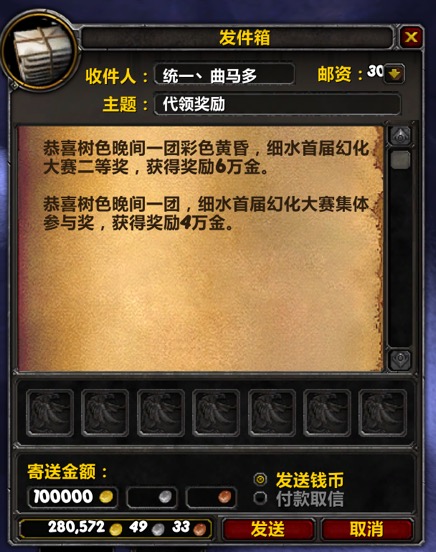 发件箱
收件人：统一、曲马多 邮资：30
主题：代领奖励
恭喜树色晚间一团彩色黄昏，细水首届幻化
大赛二等奖，获得奖励6万金。
恭喜树色晚间一团，细水首届幻化大赛集体
参与奖，获得奖励4万金。
寄送金额：
100000
发送钱币
付款取信
280,572 49 33 发送 取消